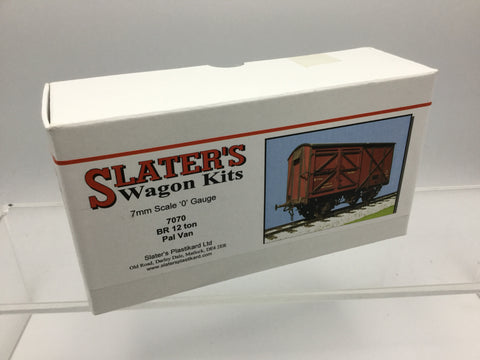 SLATER'S
Wagon Kits
7mm Scale '0' Gauge
7070
BR 12 ton
Pal Van
Slater's Plastikard Ltd
Old Road, Darley Dale, Matlock, DE4 2ER
www.slatersplastikard.com